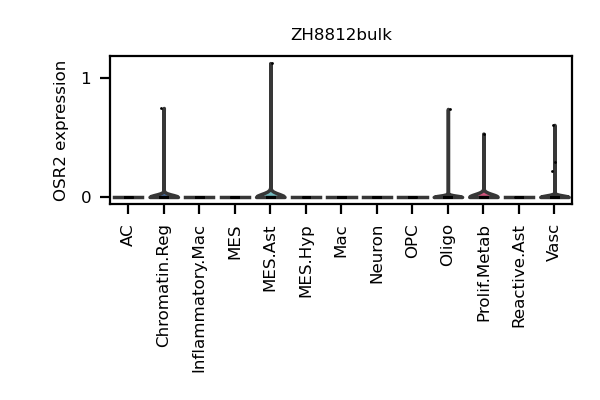 ZH8812bulk
OSR2 expression
1
0
AC
Chromatin.Reg
Inflammatory.Mac
MES
MES.Ast
MES.Hyp
Mac
Neuron
OPC
Oligo
Prolif.Metab
Reactive.Ast
Vasc